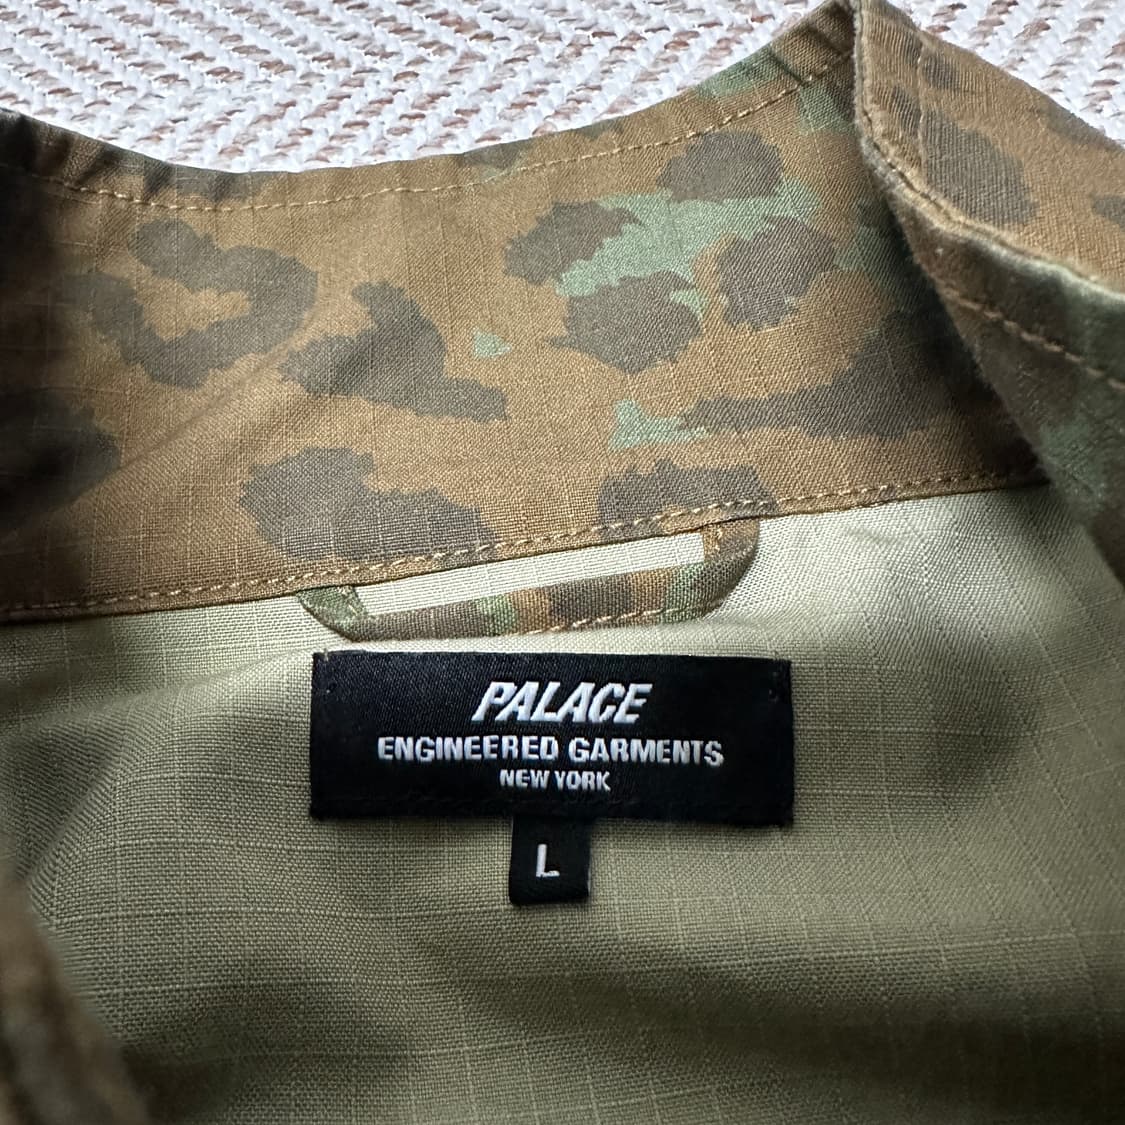 PALACE
ENGINEERED GARMENTS
NEW YORK
L